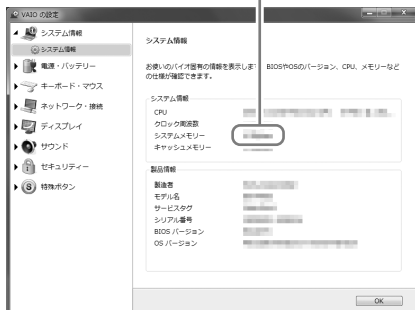 VAIO の設定
システム情報
システム情報
電源・バッテリー
キーボード・マウス
ネットワーク・接続
ディスプレイ
サウンド
セキュリティー
特殊ボタン
システム情報
お使いのバイオ固有の情報を表示しま BIOSやOSのバージョン、CPU、メモリーなど
の仕様が確認できます。
システム情報
CPU
クロック周波数
システムメモリー
キャッシュメモリー
製品情報
製造者
モデル名
サービスタグ
シリアル番号
BIOS バージョン
OS バージョン
OK